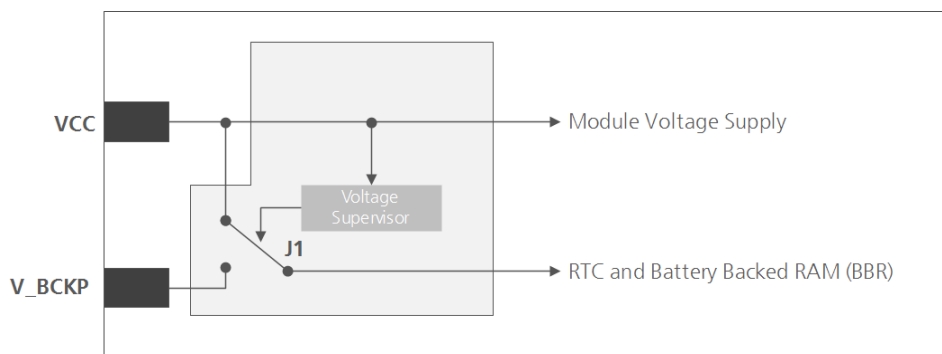 VCC
Module Voltage Supply
Voltage
Supervisor
J1
V_BCKP
RTC and Battery Backed RAM (BBR)